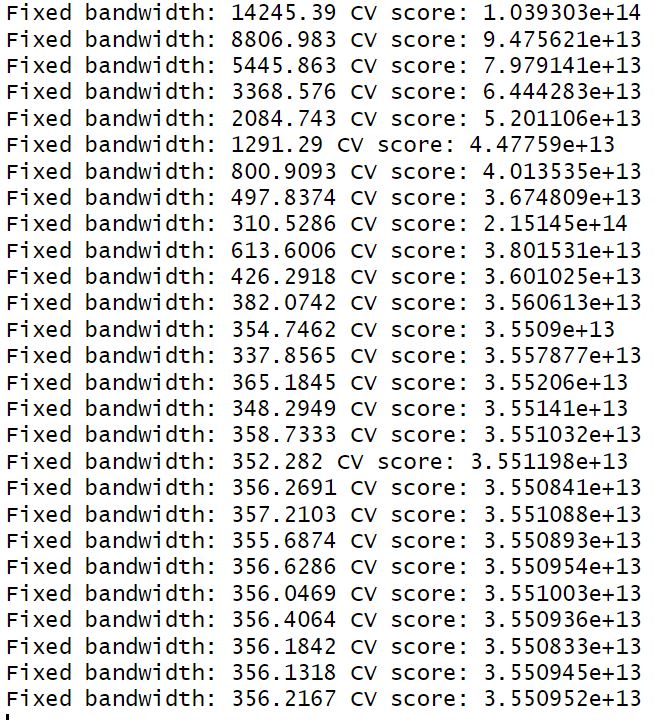 Fixed bandwidth: 14245.39 CV score: 1.039303e+14
Fixed bandwidth: 8806.983 CV score: 9.475621e+13
Fixed bandwidth: 5445.863 CV score: 7.979141e+13
Fixed bandwidth: 3368.576 CV score: 6.444283e+13
Fixed bandwidth: 2084.743 CV score: 5.201106e+13
Fixed bandwidth: 1291.29 CV score: 4.47759e+13
Fixed bandwidth: 800.9093 CV score: 4.013535e+13
Fixed bandwidth: 497.8374 CV score: 3.674809e+13
Fixed bandwidth: 310.5286 CV score: 2.15145e+14
Fixed bandwidth: 613.6006 CV score: 3.801531e+13
Fixed bandwidth: 426.2918 CV score: 3.601025e+13
Fixed bandwidth: 382.0742 CV score: 3.560613e+13
Fixed bandwidth: 354.7462 CV score: 3.5509e+13
Fixed bandwidth: 337.8565 CV score: 3.557877e+13
Fixed bandwidth: 365.1845 CV score: 3.55206e+13
Fixed bandwidth: 348.2949 CV score: 3.55141e+13
Fixed bandwidth: 358.7333 CV score: 3.551032e+13
Fixed bandwidth: 352.282 CV score: 3.551198e+13
Fixed bandwidth: 356.2691 CV score: 3.550841e+13
Fixed bandwidth: 357.2103 CV score: 3.551088e+13
Fixed bandwidth: 355.6874 CV score: 3.550893e+13
Fixed bandwidth: 356.6286 CV score: 3.550954e+13
Fixed bandwidth: 356.0469 CV score: 3.551003e+13
Fixed bandwidth: 356.4064 CV score: 3.550936e+13
Fixed bandwidth: 356.1842 CV score: 3.550833e+13
Fixed bandwidth: 356.1318 CV score: 3.550945e+13
Fixed bandwidth: 356.2167 CV score: 3.550952e+13